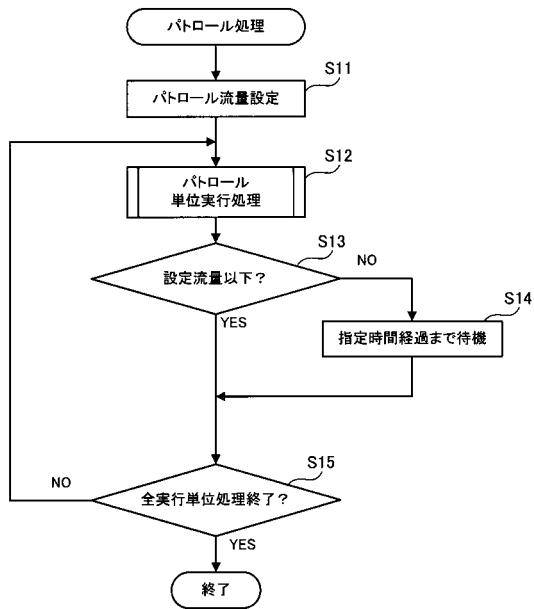 パトロール処理
S11
パトロール流量設定
S12
パトロール
単位実行処理
S13
設定流量以下？
NO
YES
S14
指定時間経過まで待機
S15
全実行単位処理終了？
NO
YES
終了